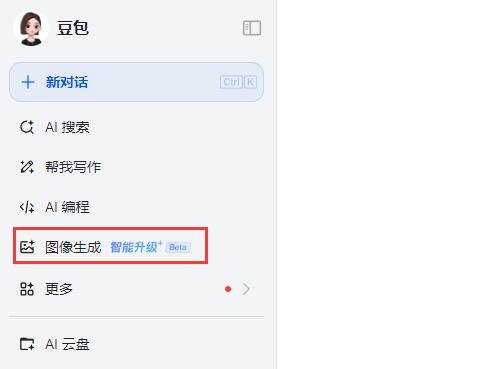 豆包
新对话 Ctrl K
AI 搜索
帮我写作
AI 编程
图像生成 智能升级+ Beta
更多
AI 云盘